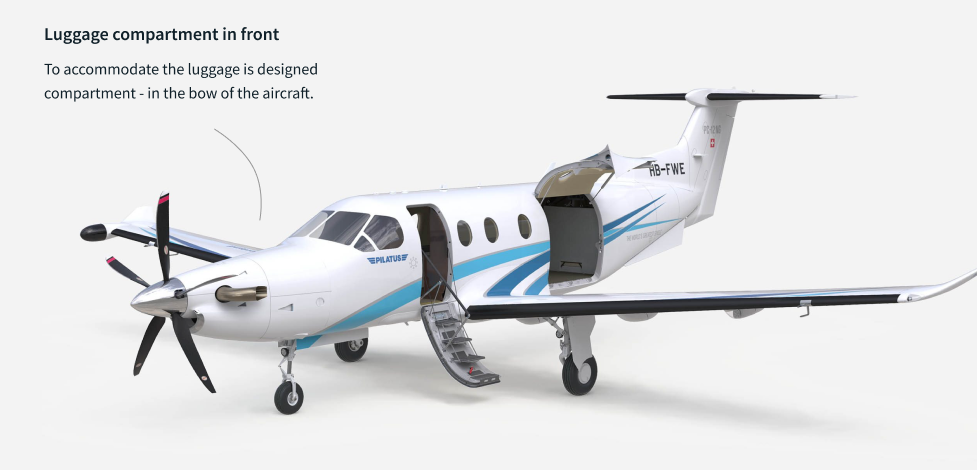 Luggage compartment in front
To accommodate the luggage is designed
compartment - in the bow of the aircraft.
HB-FWE
PILATUS